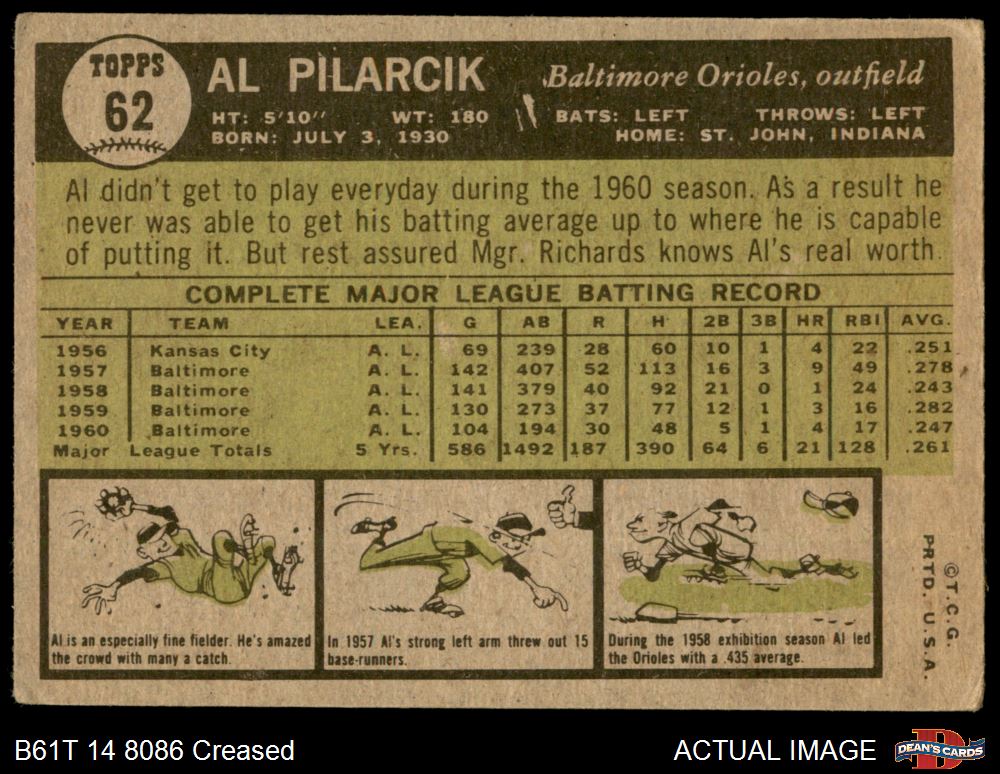 TOPPS
62
AL PILARCIK
Baltimore Orioles, outfield
HT: 5'10" WT: 180 BATS: LEFT THROWS: LEFT
BORN: JULY 3, 1930 HOME: ST. JOHN, INDIANA
Al didn't get to play everyday during the 1960 season. As a result he
never was able to get his batting average up to where he is capable
of putting it. But rest assured Mgr. Richards knows Al's real worth.
COMPLETE MAJOR LEAGUE BATTING RECORD
YEAR TEAM LEA. G AB R H 2B 3B HR RBI AVG.
1956 Kansas City A. L. 69 239 28 60 10 1 4 22 .251
1957 Baltimore A. L. 142 407 52 113 16 3 9 49 .278
1958 Baltimore A. L. 141 379 40 92 21 0 1 24 .243
1959 Baltimore A. L. 130 273 37 77 12 1 3 16 .282
1960 Baltimore A. L. 104 194 30 48 5 1 4 17 .247
Major League Totals 5 Yrs. 586 1492 187 390 64 6 21 128 .261
Al is an especially fine fielder. He's amazed
the crowd with many a catch.
In 1957 Al's strong left arm threw out 15
base-runners.
During the 1958 exhibition season Al led
the Orioles with a .435 average.
© T. C. G.
PRTD. U.S.A.
B61T 14 8086 Creased
ACTUAL IMAGE
D
DEAN'S CARDS